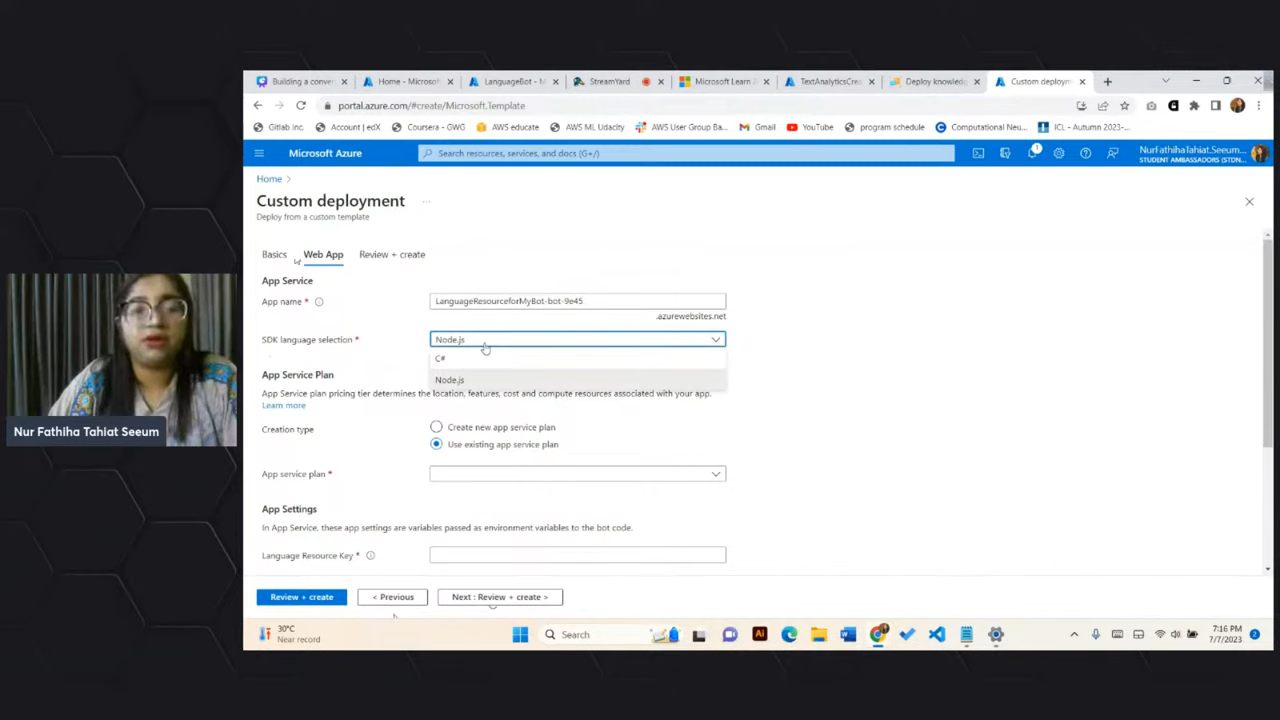 Building a conver
Home - Microsof
LanguageBot - M
StreamYard
Microsoft Learn A
TextAnalyticsCrea
Deploy knowledg
Custom deploym
portal.azure.com/#create/Microsoft.Template
Gitlab inc.
Account | edX
Coursera - GWG
AWS educate
AWS ML Udacity
AWS User Group Ba...
Gmail
YouTube
program schedule
Computational Neu...
ICL - Autumn 2023-...
Microsoft Azure
Search resources, services, and docs (G+/)
1
NurFathihaTahiat.Seeum...
STUDENT AMBASSADORS (STDN...
Home >
Custom deployment
...
Deploy from a custom template
Basics
Web App
Review + create
App Service
App name *
LanguageResourceforMyBot-bot-9e45
.azurewebsites.net
SDK language selection *
Node.js
C#
Node.js
App Service Plan
App Service plan pricing tier determines the location, features, cost and compute resources associated with your app.
Learn more
Creation type
Create new app service plan
Use existing app service plan
App service plan *
App Settings
In App Service, these app settings are variables passed as environment variables to the bot code.
Language Resource Key *
Review + create
< Previous
Next : Review + create >
Nur Fathiha Tahiat Seeum
30°C
Near record
Search
7:16 PM
7/7/2023
2